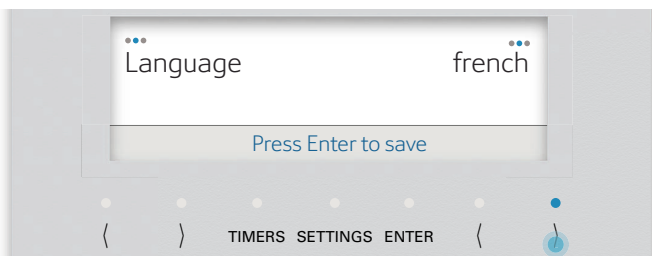 Language french
Press Enter to save
⟨ ⟩ TIMERS SETTINGS ENTER ⟨ ⟩